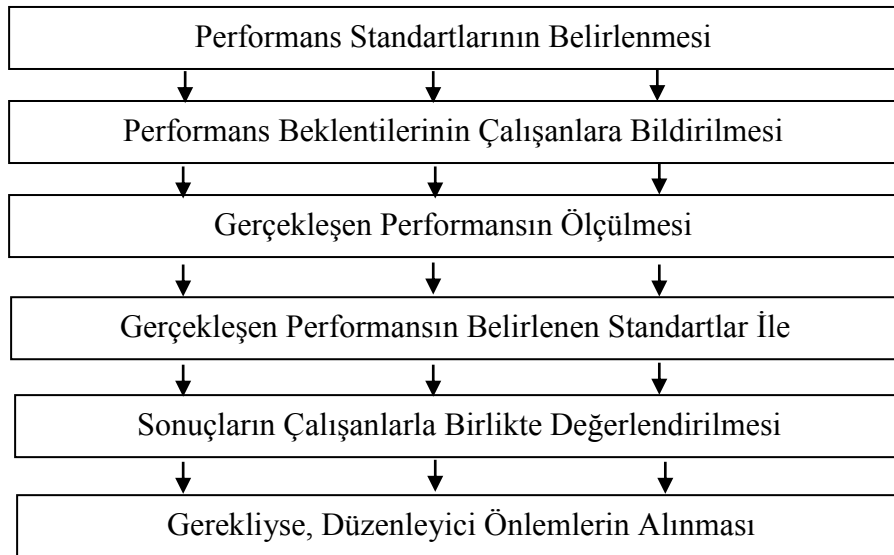 Performans Standartlarının Belirlenmesi
Performans Beklentilerinin Çalışanlara Bildirilmesi
Gerçekleşen Performansın Ölçülmesi
Gerçekleşen Performansın Belirlenen Standartlar İle
Sonuçların Çalışanlarla Birlikte Değerlendirilmesi
Gerekliyse, Düzenleyici Önlemlerin Alınması